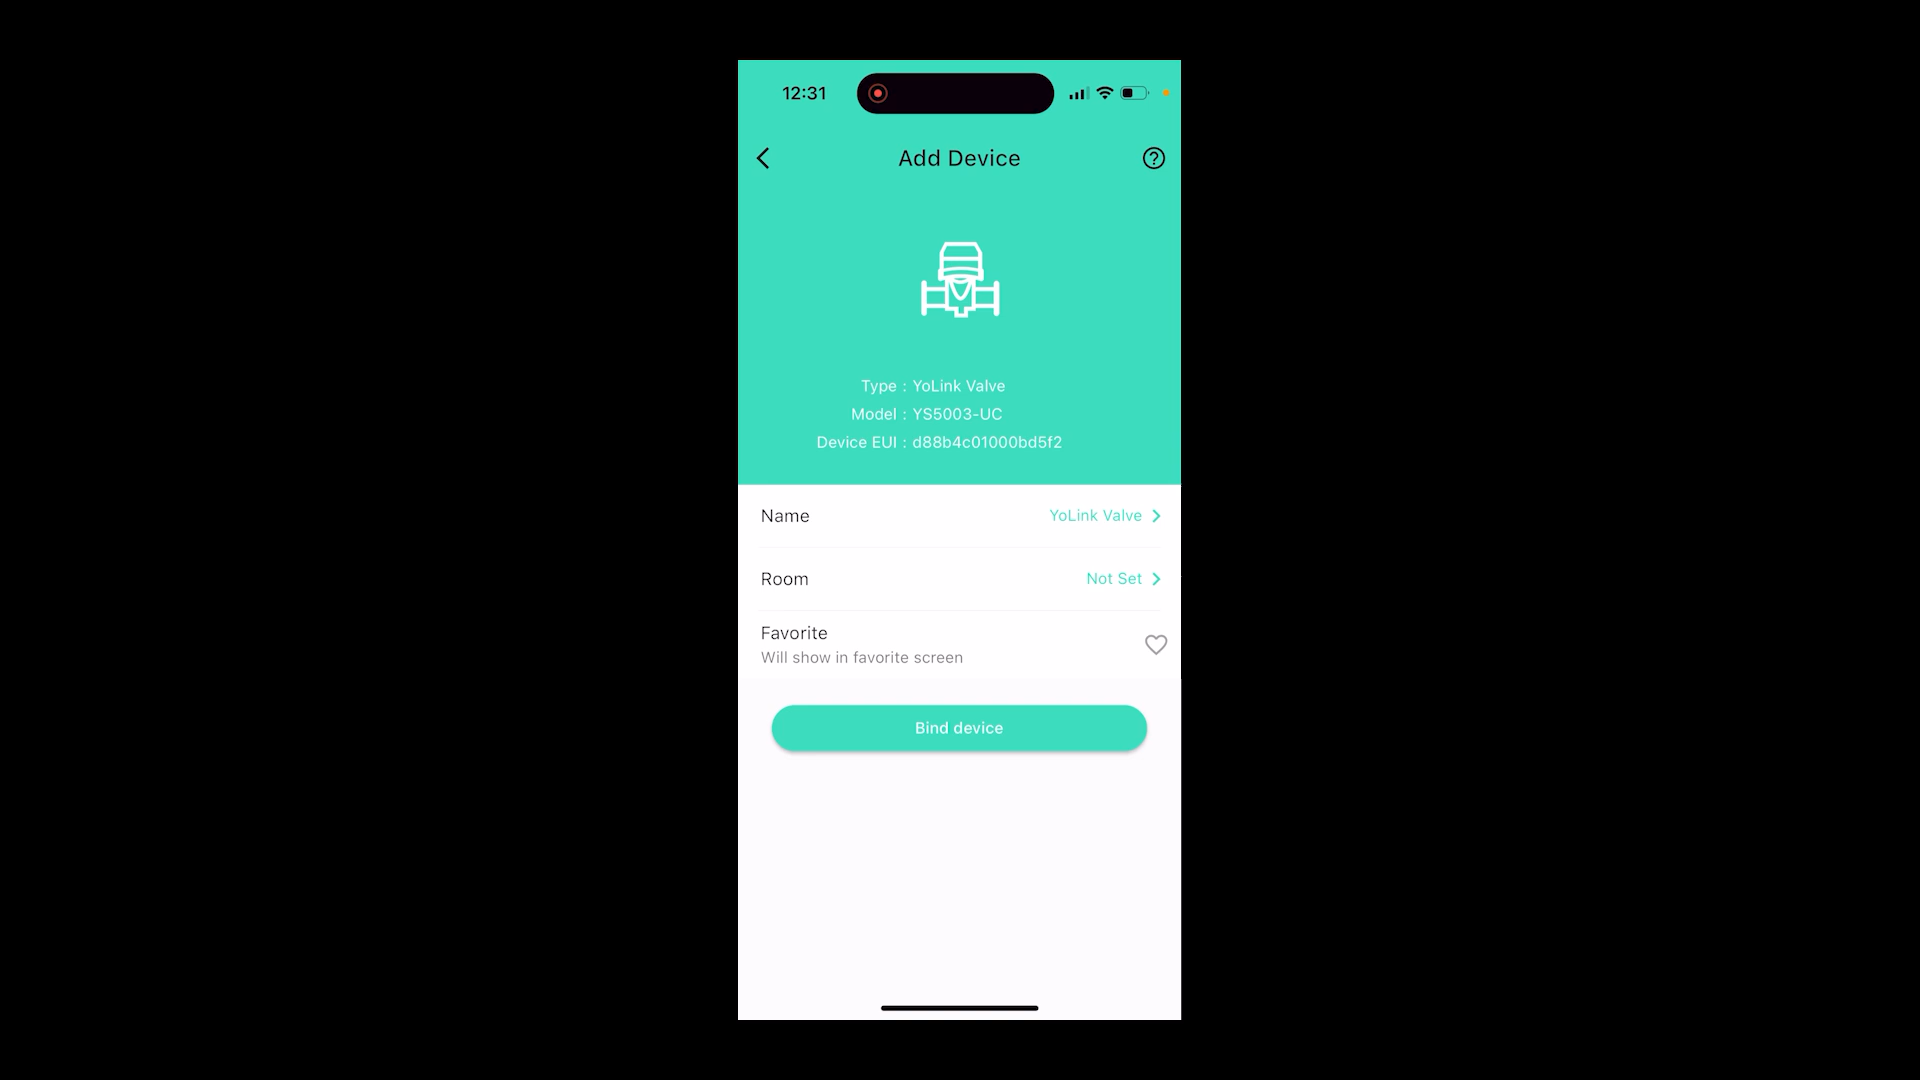 12:31
Add Device
Type : YoLink Valve
Model : YS5003-UC
Device EUI : d88b4c01000bd5f2
Name YoLink Valve
Room Not Set
Favorite
Will show in favorite screen
Bind device